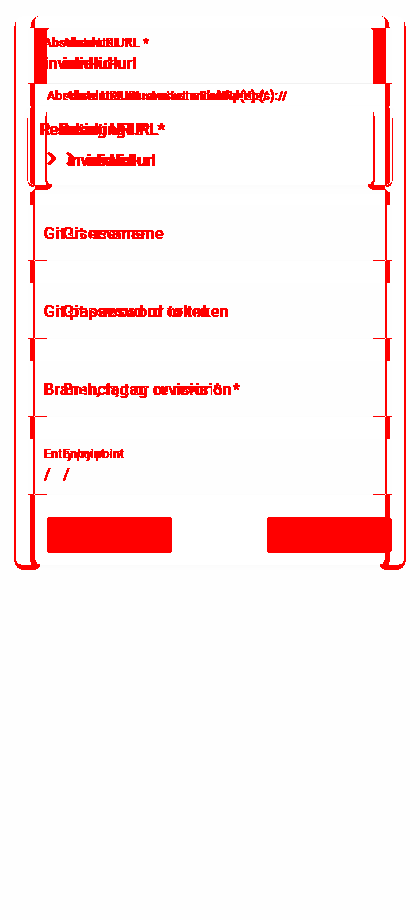 Absolute URL *
invalid-url
Absolute URL must start with http(s)://
Resulting URL *
> invalid-url
Git username
Git password or token
Branch, tag or revision *
Entrypoint
/